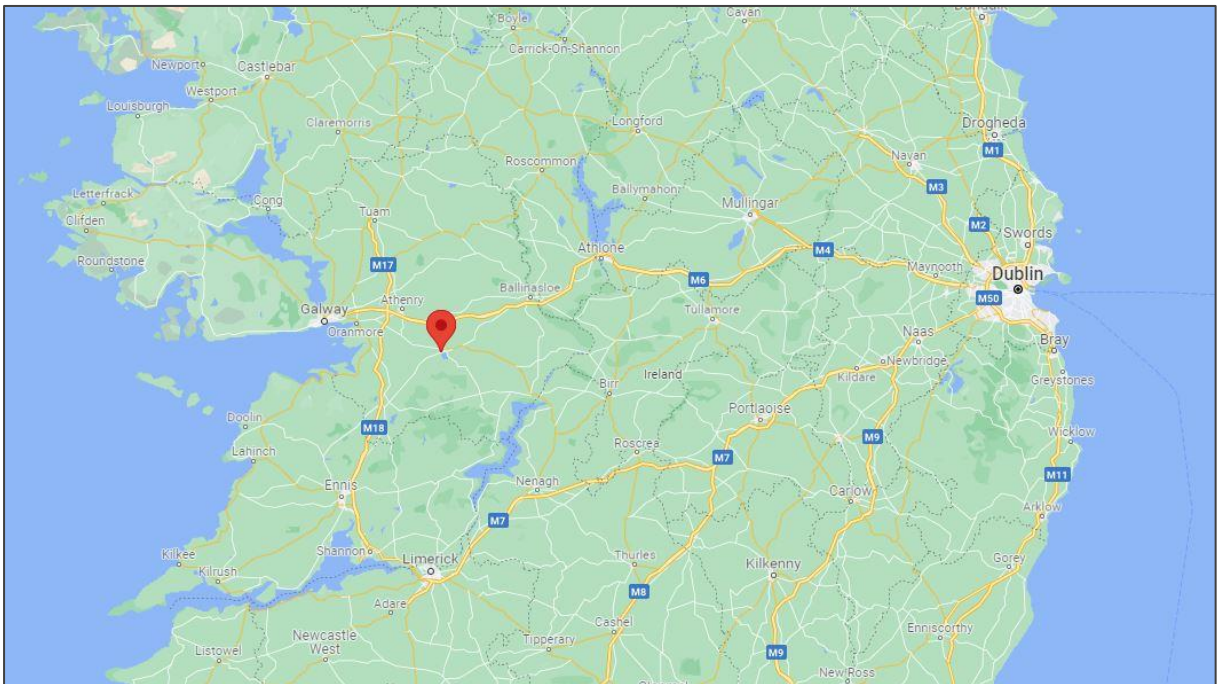 Boyle
Cavan
Dundalk
Carrick-On-Shannon
Newport
Castlebar
Westport
Louisburgh
Claremorris
Longford
Drogheda
M1
Roscommon
Navan
M3
Ballymahon
Letterfrack
Cong
Mullingar
Clifden
Tuam
M2
Swords
Athlone
M4
Roundstone
M17
Maynooth
Dublin
M6
Ballinasloe
M50
Galway
Athenry
Tullamore
Oranmore
Naas
Bray
Newbridge
Ireland
Kildare
Birr
Greystones
Portlaoise
Doolin
M18
Wicklow
M9
Lahinch
Roscrea
M7
M11
Ennis
Nenagh
Carlow
Arklow
M7
Kilkee
Shannon
Limerick
Thurles
Kilkenny
Gorey
Kilrush
M8
Adare
Cashel
Enniscorthy
Newcastle
West
Tipperary
Listowel
M9
New Ross